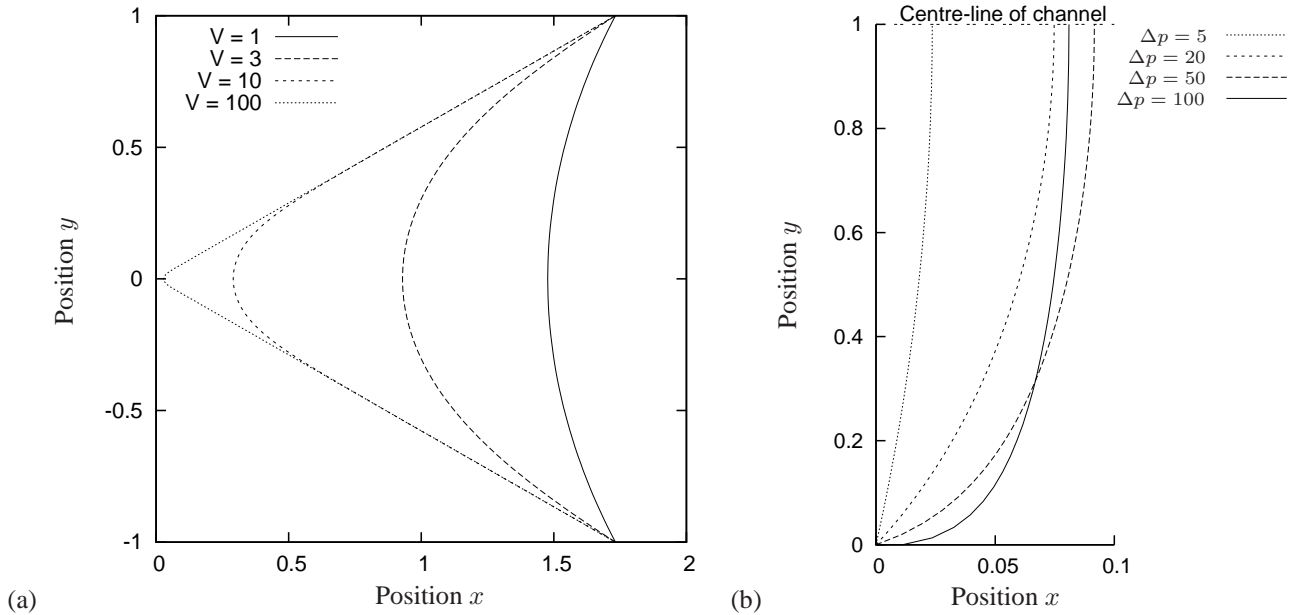 V = 1
V = 3
V = 10
V = 100
1
0.5
0
-0.5
-1
0
0.5
1
1.5
2
Position y
Position x
(a)
Centre-line of channel
Δp = 5
Δp = 20
Δp = 50
Δp = 100
1
0.8
0.6
0.4
0.2
0
0
0.05
0.1
Position y
Position x
(b)